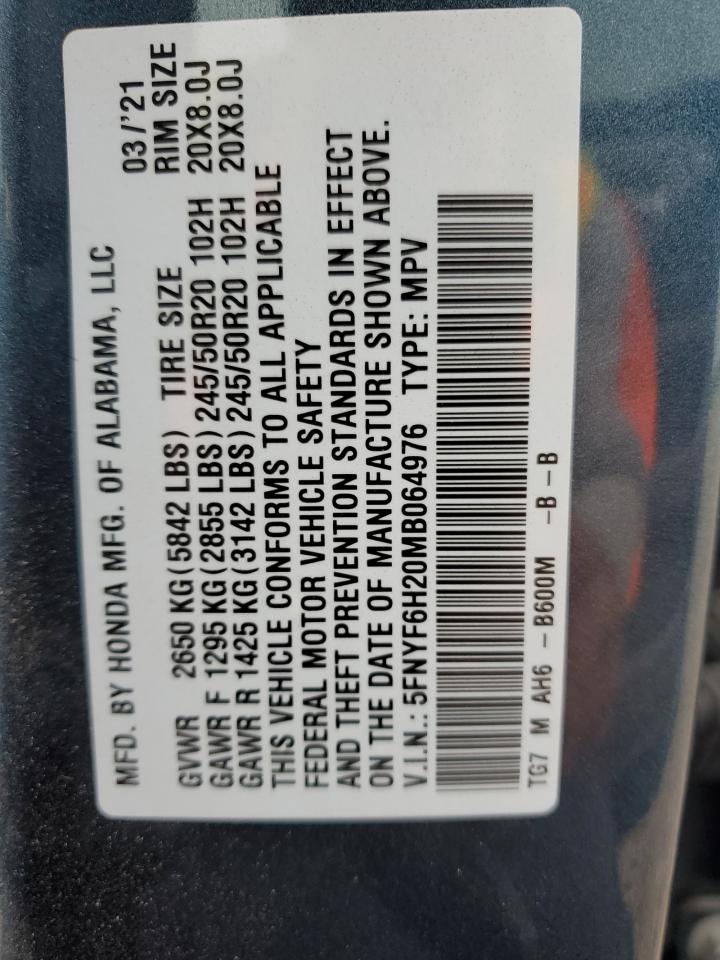 MFD. BY HONDA MFG. OF ALABAMA, LLC 03/'21
GVWR 2650 KG(5842 LBS) TIRE SIZE RIM SIZE
GAWR F 1295 KG(2855 LBS)245/50R20 102H 20X8.0J
GAWR R 1425 KG(3142 LBS)245/50R20 102H 20X8.0J
THIS VEHICLE CONFORMS TO ALL APPLICABLE
FEDERAL MOTOR VEHICLE SAFETY
AND THEFT PREVENTION STANDARDS IN EFFECT
ON THE DATE OF MANUFACTURE SHOWN ABOVE.
V.I.N.: 5FNYF6H20MB064976 TYPE: MPV
TG7 M AH6 -B600M -B-B